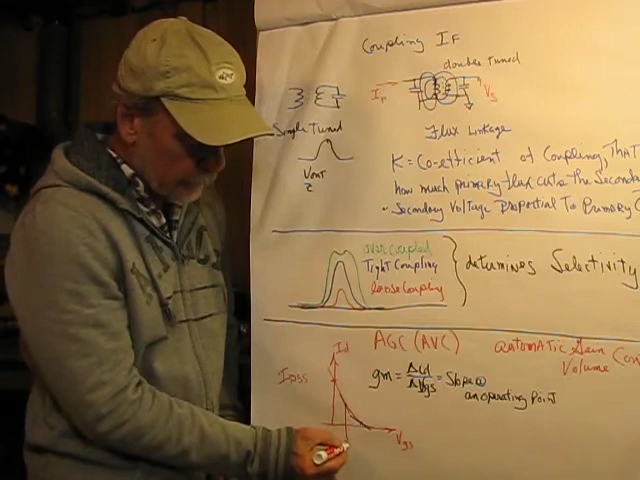 Coupling IF
double Tuned
Ip
Vs
Single Tuned
Flux Linkage
Vout
Z
K = Co-efficient of Coupling, THAT
how much primary flux cuts The Seconda
Secondary Voltage Proportional To Primary C
over Coupled
Tight Coupling
loose Coupling
determines Selectivity
AGC (AVC)
automatic Gain Con
Volume
Id
IDSS
gm = ΔId/ΔVgs = Slope @
an operating Point
Vgs